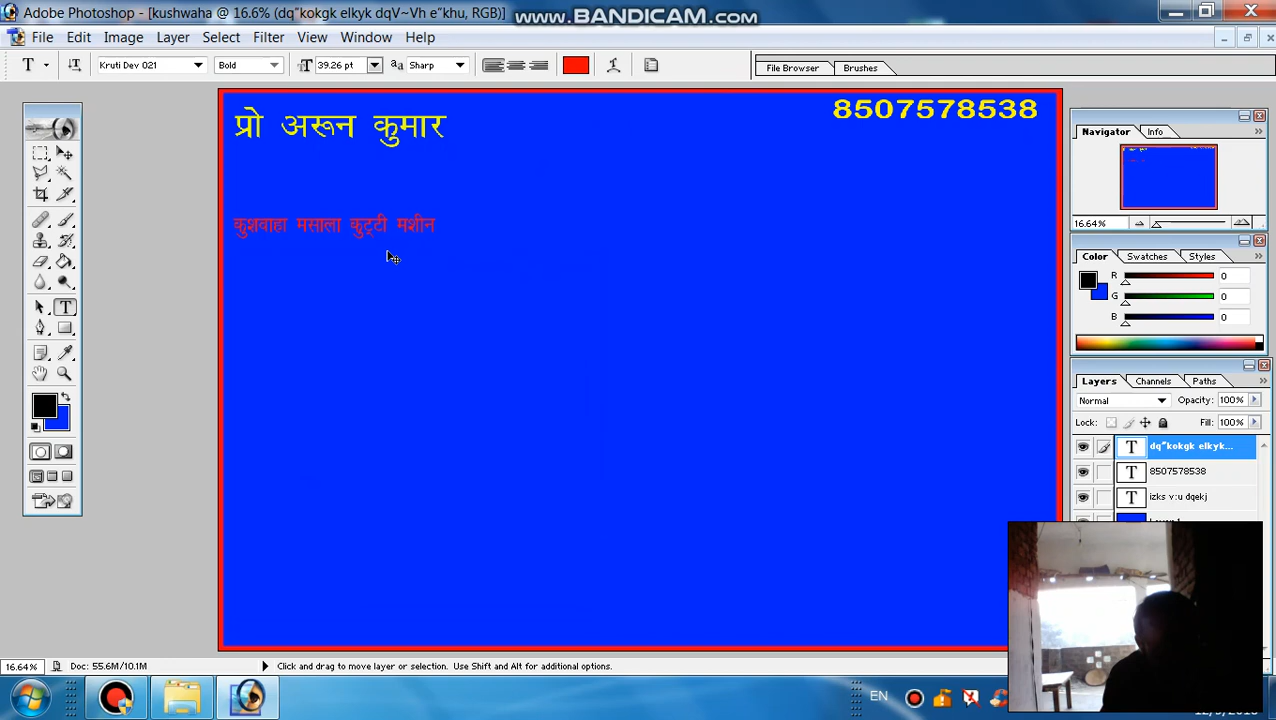 Adobe Photoshop - [kushwaha @ 16.6% (dq"kokgk elkyk dqV~Vh e"khu, RGB)]
WWW.BANDICAM.COM
File Edit Image Layer Select Filter View Window Help
Kruti Dev 021 Bold 39.26 pt Sharp File Browser Brushes
प्रो अरून कुमार
8507578538
कुशवाहा मसाला कुट्टी मशीन
Navigator Info
16.64%
Color Swatches Styles
R 0
G 0
B 0
Layers Channels Paths
Normal Opacity: 100%
Lock: Fill: 100%
dq"kokgk elkyk...
8507578538
izks v:u dqekj
16.64% Doc: 55.6M/10.1M Click and drag to move layer or selection. Use Shift and Alt for additional options.
EN